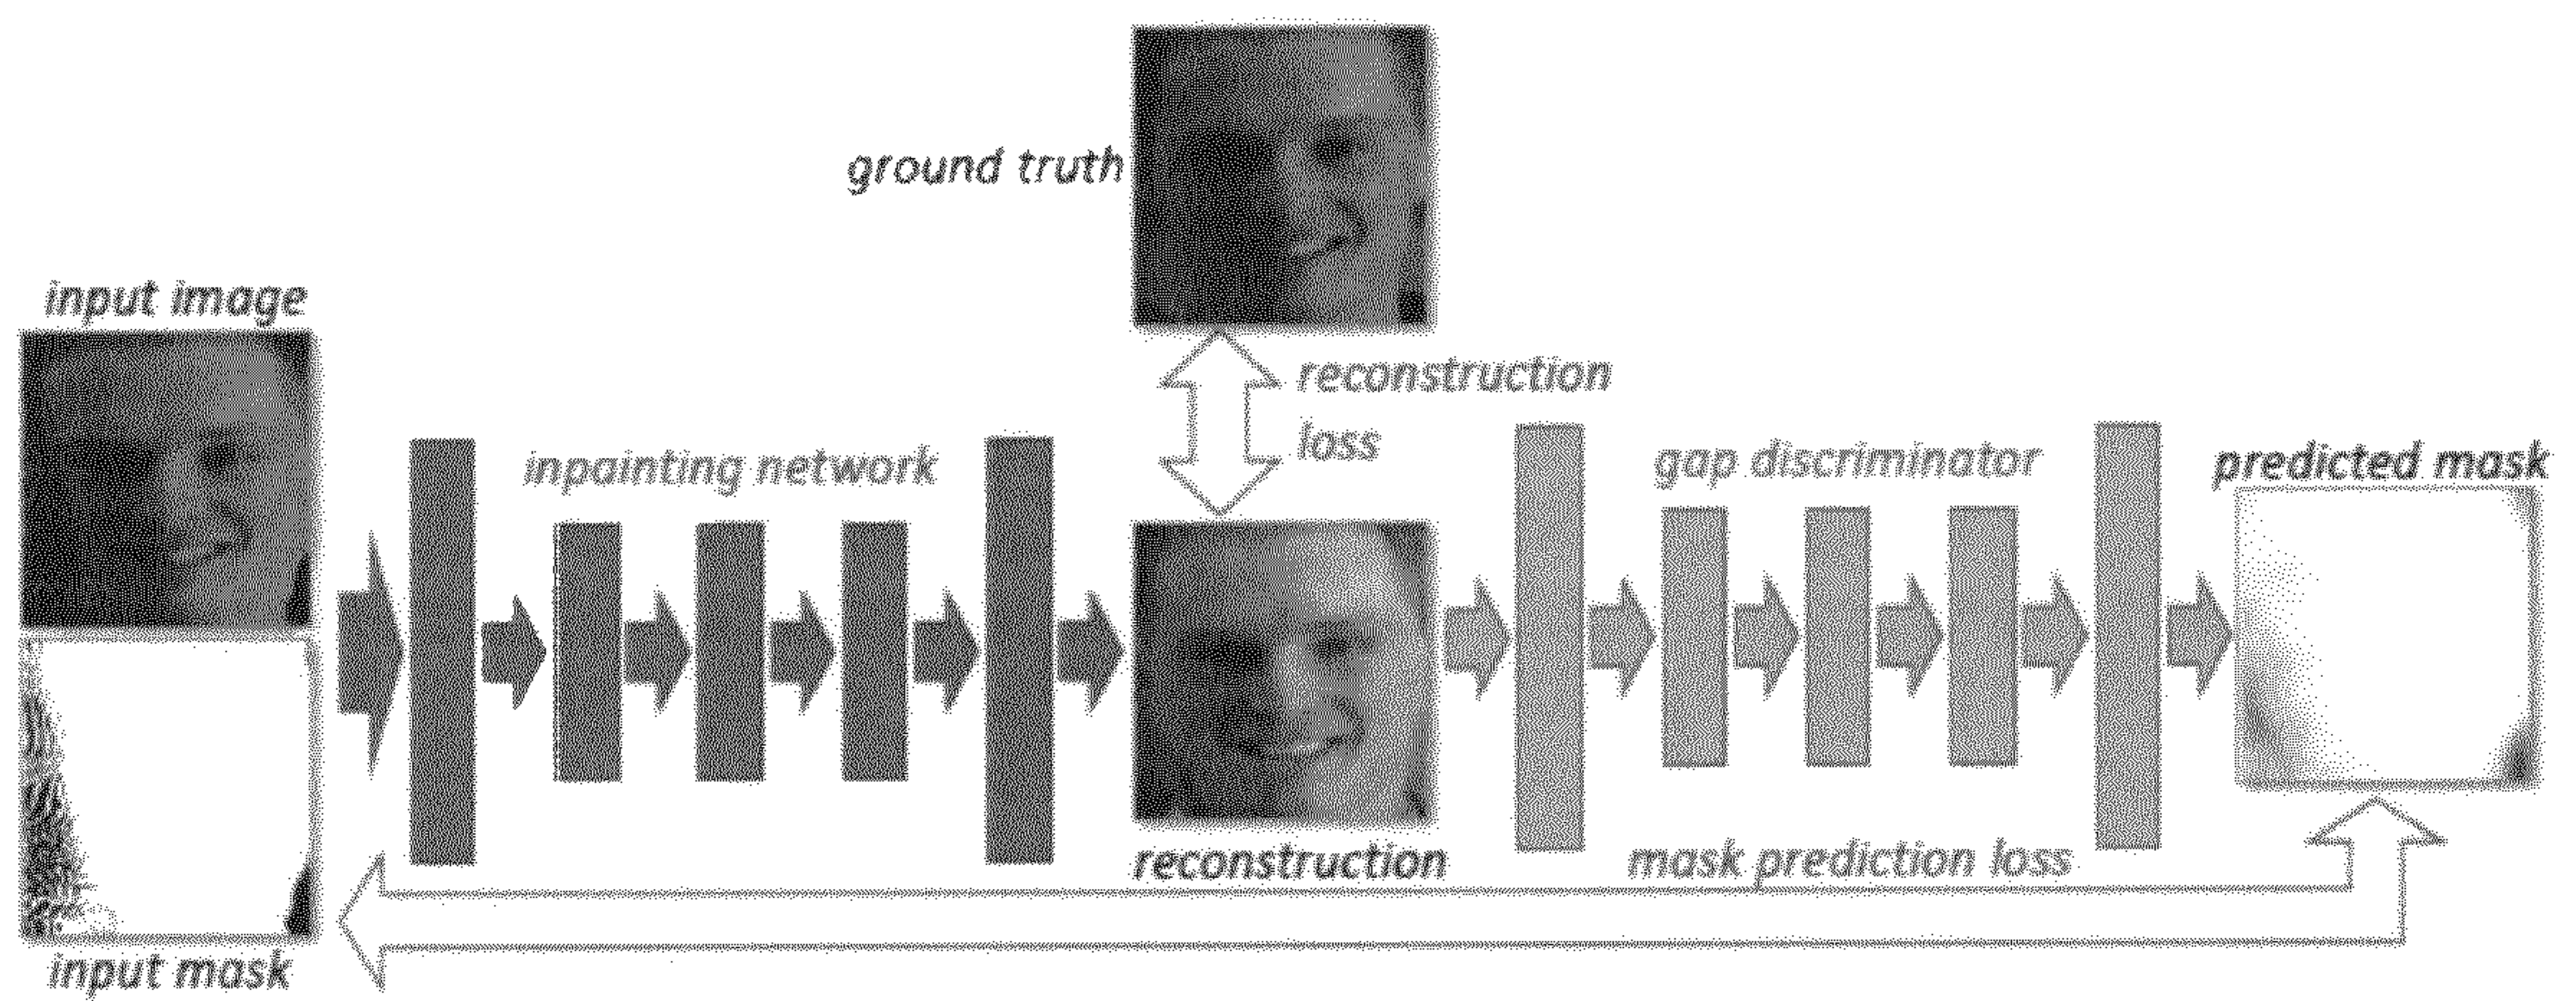 ground truth
input image
reconstruction
loss
inpainting network
gap discriminator
predicted mask
reconstruction
mask prediction loss
input mask